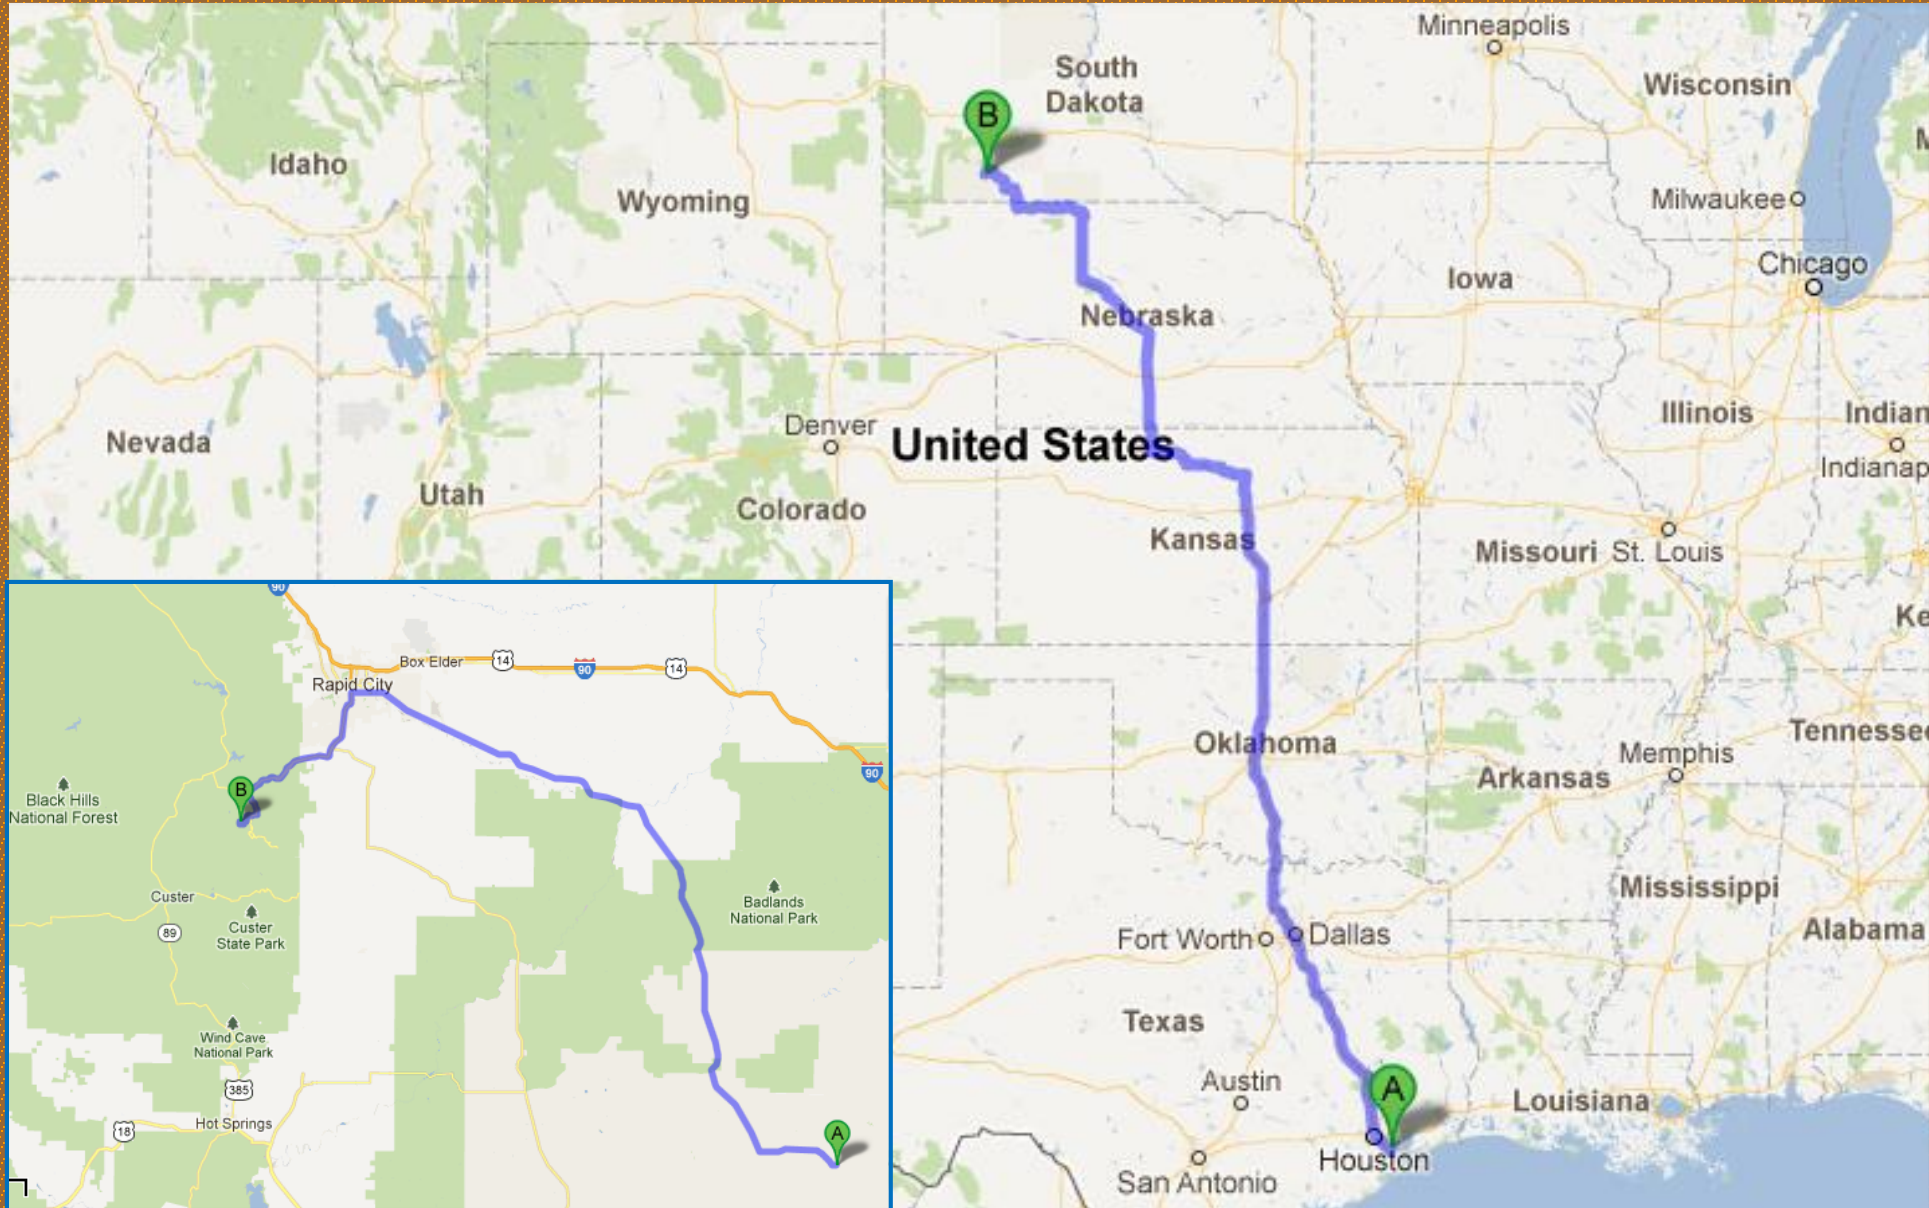 Minneapolis
South
Dakota
Wisconsin
B
Idaho
Wyoming
Milwaukee
Iowa
Chicago
Nebraska
Illinois
Indian
Denver
Nevada
United States
Indianap
Utah
Colorado
Kansas
Missouri
St. Louis
Ke
Oklahoma
Tennessee
Memphis
Arkansas
Mississippi
Fort Worth
Dallas
Alabama
Texas
Austin
A
Louisiana
Houston
San Antonio
M
90
Box Elder
14
90
14
Rapid City
90
B
Black Hills
National Forest
Custer
89
Custer
State Park
Badlands
National Park
Wind Cave
National Park
385
Hot Springs
18
A